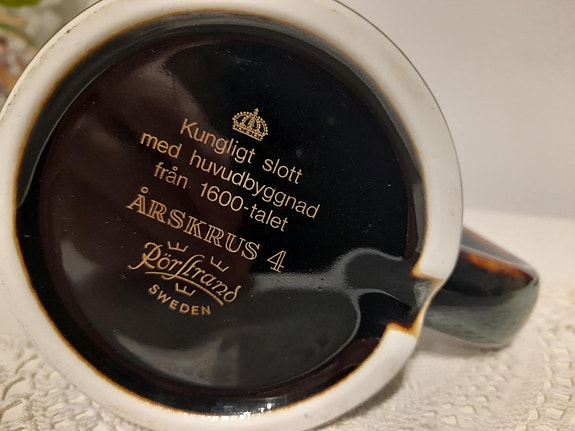 Kungligt slott
med huvudbyggnad
från 1600-talet
ÅRSKRUS 4
Rörstrand
SWEDEN